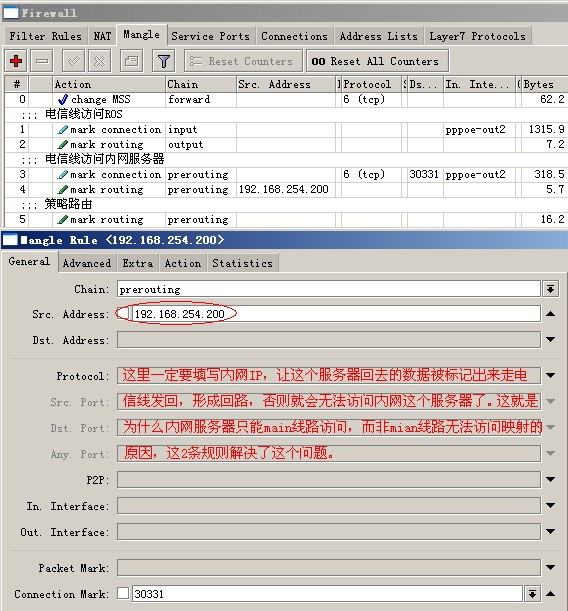 Firewall
Filter Rules NAT Mangle Service Ports Connections Address Lists Layer7 Protocols
Reset Counters 00 Reset All Counters
# Action Chain Src. Address Protocol Ds... In. Inte... Bytes
0 change MSS forward 6 (tcp) 62.2
;;; 电信线访问ROS
1 mark connection input pppoe-out2 1315.9
2 mark routing output 7.2
;;; 电信线访问内网服务器
3 mark connection prerouting 6 (tcp) 30331 pppoe-out2 318.5
4 mark routing prerouting 192.168.254.200 5.7
;;; 策略路由
5 mark routing prerouting 16.2
Mangle Rule <192.168.254.200>
General Advanced Extra Action Statistics
Chain: prerouting
Src. Address: 192.168.254.200
Dst. Address:
Protocol: 这里一定要填写内网IP，让这个服务器回去的数据被标记出来走电
Src. Port: 信线发回，形成回路，否则就会无法访问内网这个服务器了。这就是
Dst. Port: 为什么内网服务器只能main线路访问，而非mian线路无法访问映射的
Any. Port: 原因，这2条规则解决了这个问题。
P2P:
In. Interface:
Out. Interface:
Packet Mark:
Connection Mark: 30331